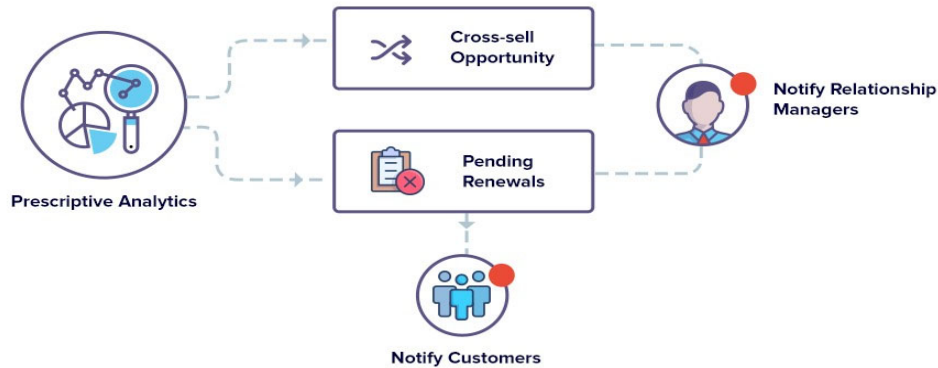 Cross-sell
Opportunity
Notify Relationship
Managers
Prescriptive Analytics
Pending
Renewals
Notify Customers